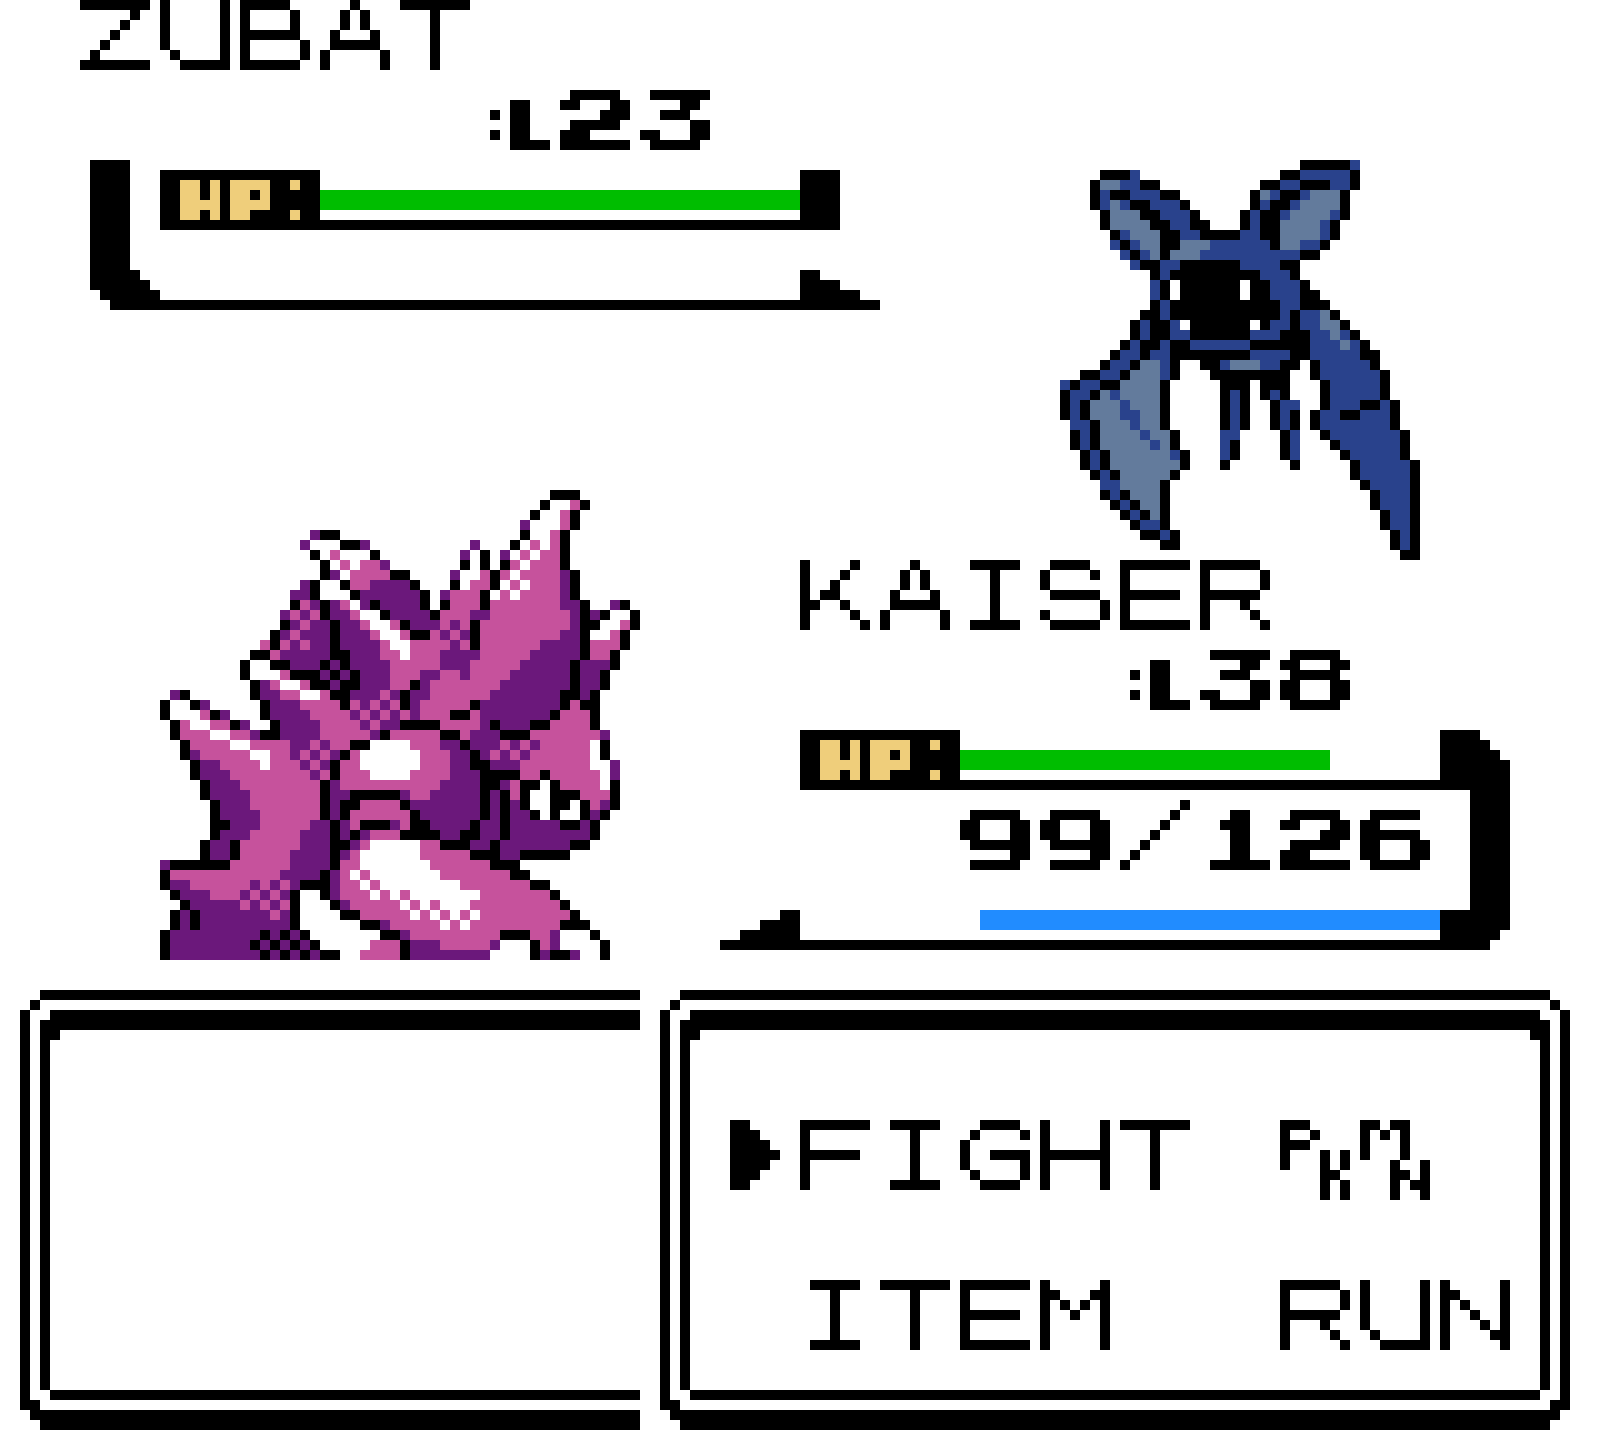 ZUBAT
:L23
HP:
KAISER
:L38
HP:
99/126
FIGHT PKMN
ITEM RUN